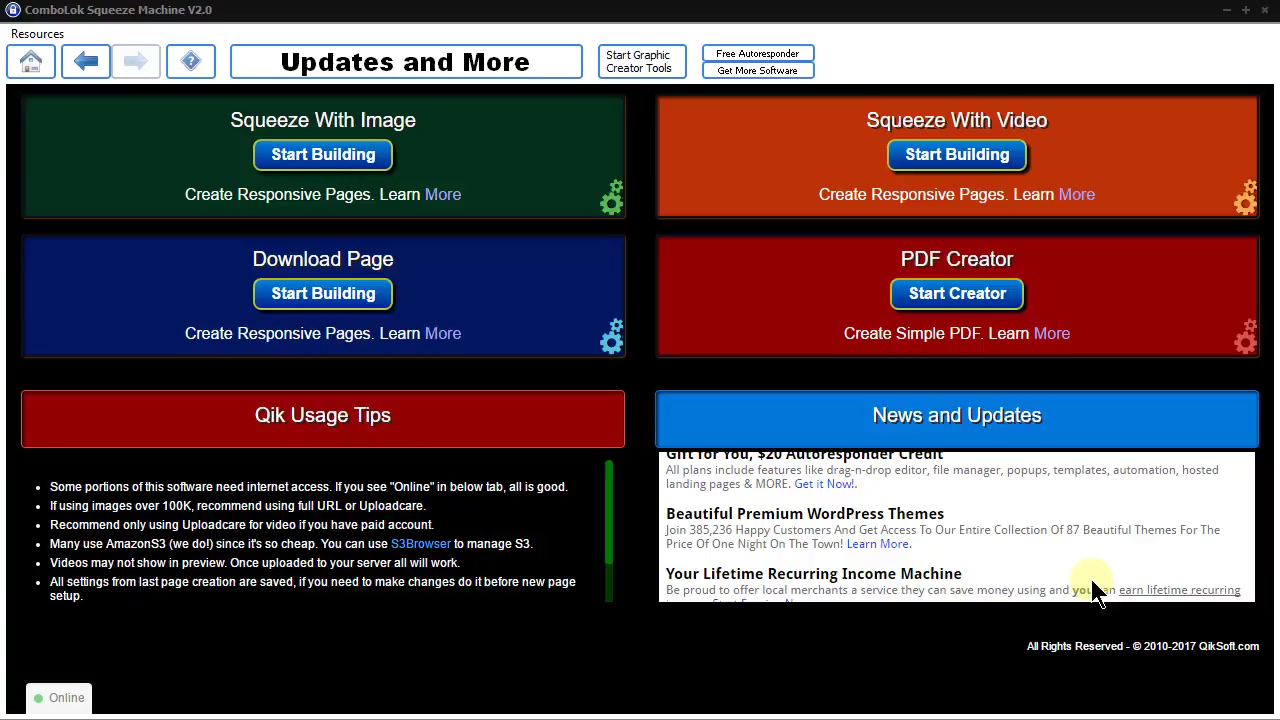 ComboLok Squeeze Machine V2.0
Resources
Updates and More
Start Graphic
Creator Tools
Free Autoresponder
Get More Software
Squeeze With Image
Start Building
Create Responsive Pages. Learn More
Squeeze With Video
Start Building
Create Responsive Pages. Learn More
Download Page
Start Building
Create Responsive Pages. Learn More
PDF Creator
Start Creator
Create Simple PDF. Learn More
Qik Usage Tips
Some portions of this software need internet access. If you see "Online" in below tab, all is good.
If using images over 100K, recommend using full URL or Uploadcare.
Recommend only using Uploadcare for video if you have paid account.
Many use AmazonS3 (we do!) since it's so cheap. You can use S3Browser to manage S3.
Videos may not show in preview. Once uploaded to your server all will work.
All settings from last page creation are saved, if you need to make changes do it before new page
setup.
News and Updates
Gift for You, $20 Autoresponder Credit
All plans include features like drag-n-drop editor, file manager, popups, templates, automation, hosted
landing pages & MORE. Get it Now!.
Beautiful Premium WordPress Themes
Join 385,236 Happy Customers And Get Access To Our Entire Collection Of 87 Beautiful Themes For The
Price Of One Night On The Town! Learn More.
Your Lifetime Recurring Income Machine
Be proud to offer local merchants a service they can save money using and you can earn lifetime recurring
All Rights Reserved - © 2010-2017 QikSoft.com
Online